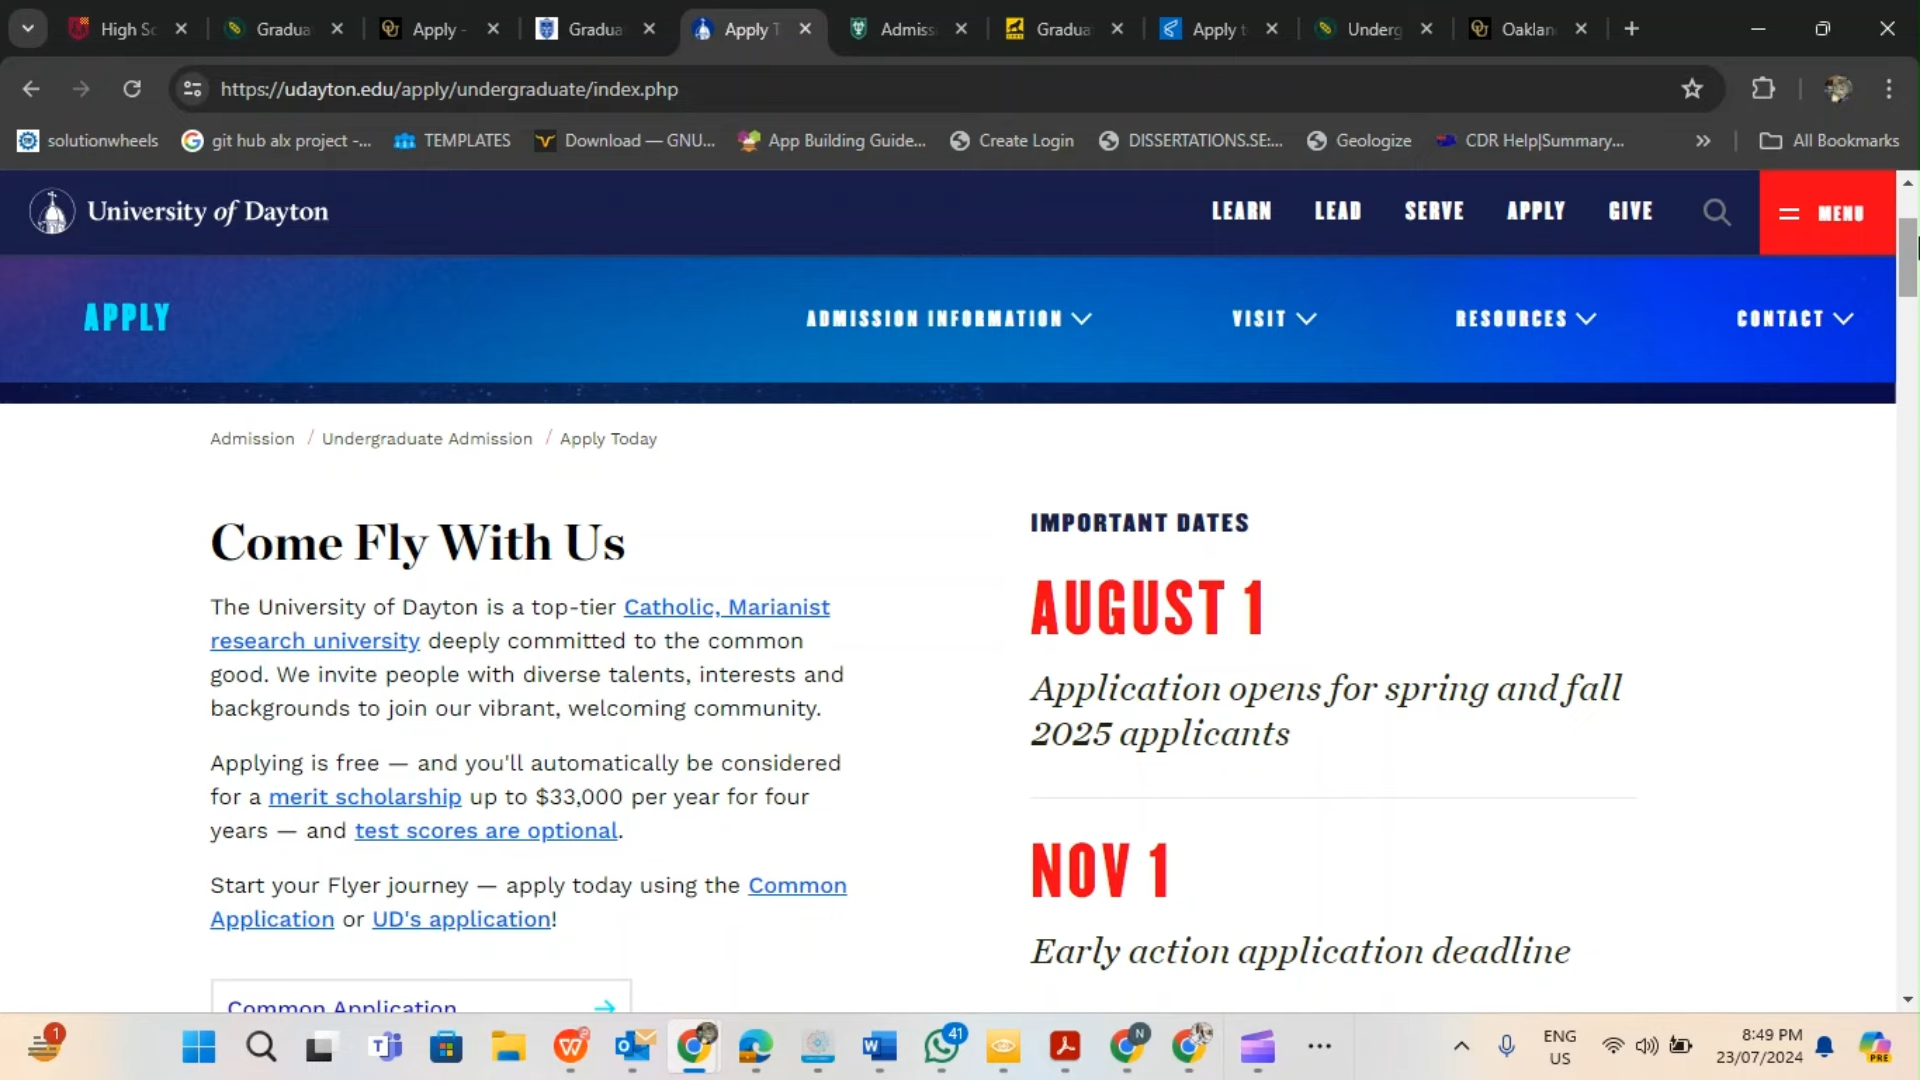 High Sc
Gradua
Apply -
Gradua
Apply T
Admiss
Gradua
Apply t
Underg
Oaklan
https://udayton.edu/apply/undergraduate/index.php
solutionwheels
git hub alx project -...
TEMPLATES
Download — GNU...
App Building Guide...
Create Login
DISSERTATIONS.SE:...
Geologize
CDR Help|Summary...
All Bookmarks
University of Dayton
LEARN
LEAD
SERVE
APPLY
GIVE
MENU
APPLY
ADMISSION INFORMATION
VISIT
RESOURCES
CONTACT
Admission / Undergraduate Admission / Apply Today
Come Fly With Us
The University of Dayton is a top-tier Catholic, Marianist
research university deeply committed to the common
good. We invite people with diverse talents, interests and
backgrounds to join our vibrant, welcoming community.
Applying is free — and you'll automatically be considered
for a merit scholarship up to $33,000 per year for four
years — and test scores are optional.
Start your Flyer journey — apply today using the Common
Application or UD's application!
Common Application
IMPORTANT DATES
AUGUST 1
Application opens for spring and fall
2025 applicants
NOV 1
Early action application deadline
1
41
N
ENG
US
8:49 PM
23/07/2024
PRE